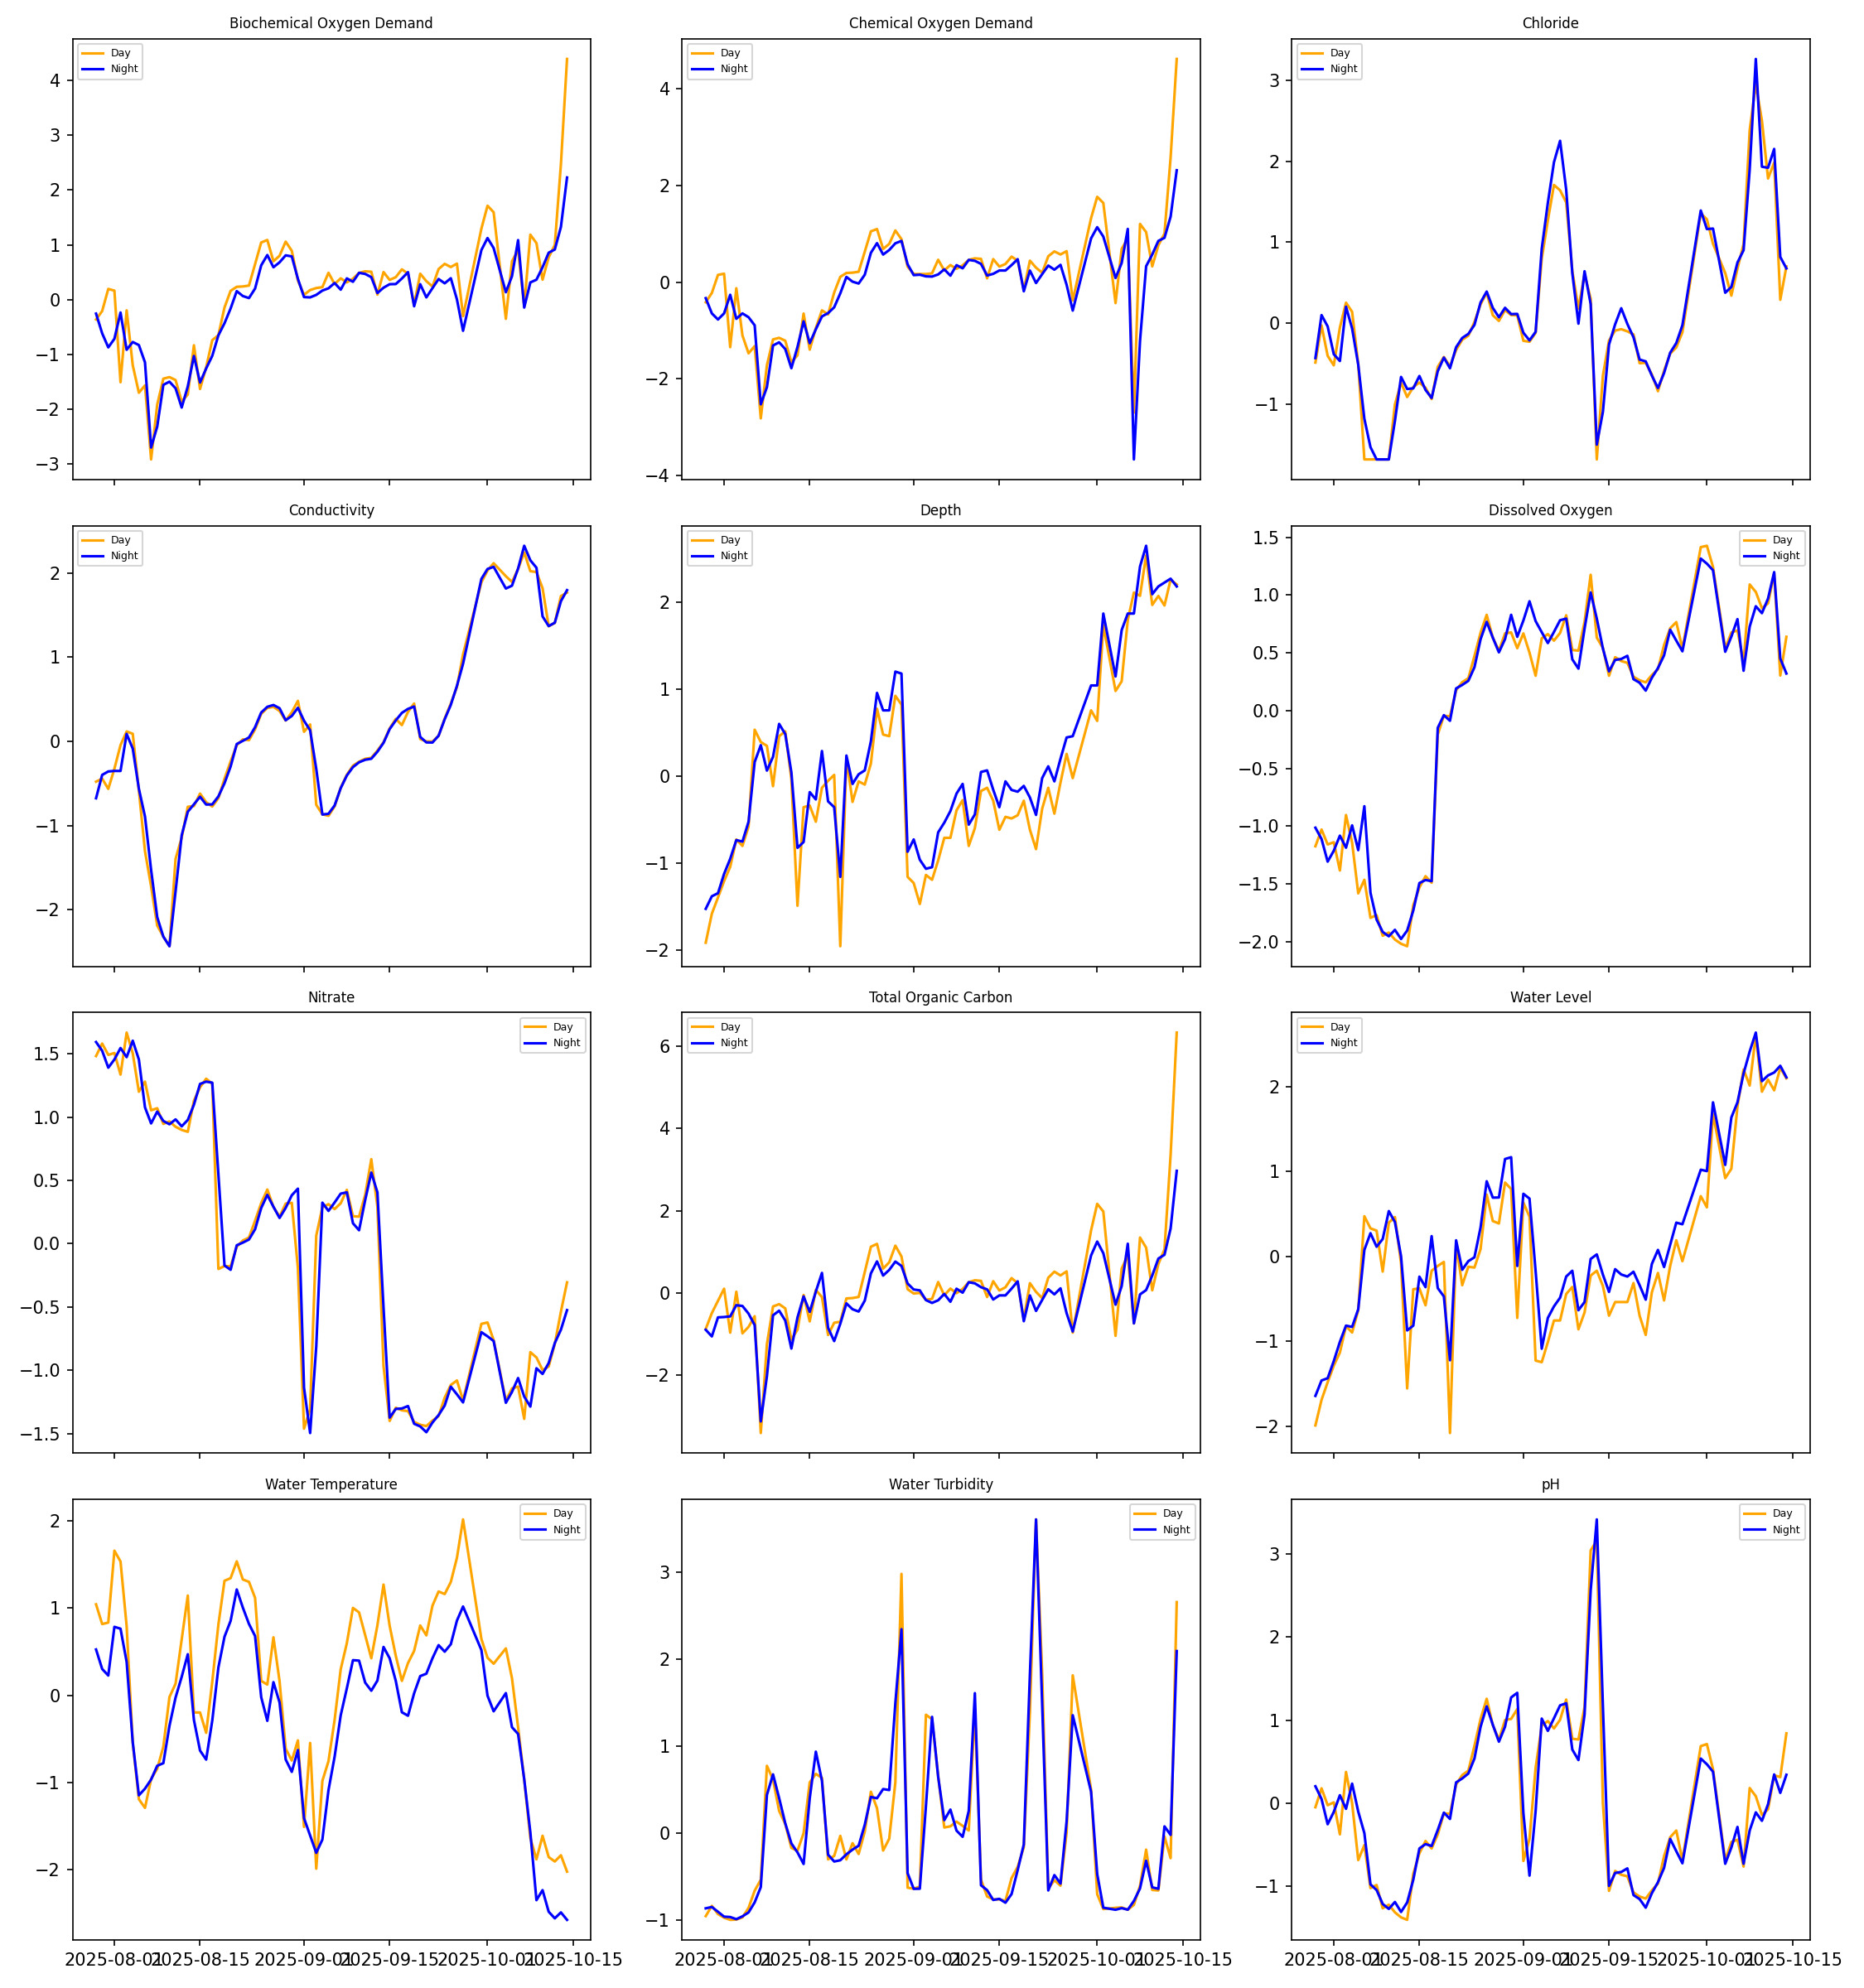 Biochemical Oxygen Demand
Day
Night
4
3
2
1
0
−1
−2
−3
Chemical Oxygen Demand
Day
Night
4
2
0
−2
−4
Chloride
Day
Night
3
2
1
0
−1
Conductivity
Day
Night
2
1
0
−1
−2
Depth
Day
Night
2
1
0
−1
−2
Dissolved Oxygen
Day
Night
1.5
1.0
0.5
0.0
−0.5
−1.0
−1.5
−2.0
Nitrate
Day
Night
1.5
1.0
0.5
0.0
−0.5
−1.0
−1.5
Total Organic Carbon
Day
Night
6
4
2
0
−2
Water Level
Day
Night
2
1
0
−1
−2
Water Temperature
Day
Night
2
1
0
−1
−2
2025-08-01 2025-08-15 2025-09-01 2025-09-15 2025-10-01 2025-10-15
Water Turbidity
Day
Night
3
2
1
0
−1
2025-08-01 2025-08-15 2025-09-01 2025-09-15 2025-10-01 2025-10-15
pH
Day
Night
3
2
1
0
−1
2025-08-01 2025-08-15 2025-09-01 2025-09-15 2025-10-01 2025-10-15